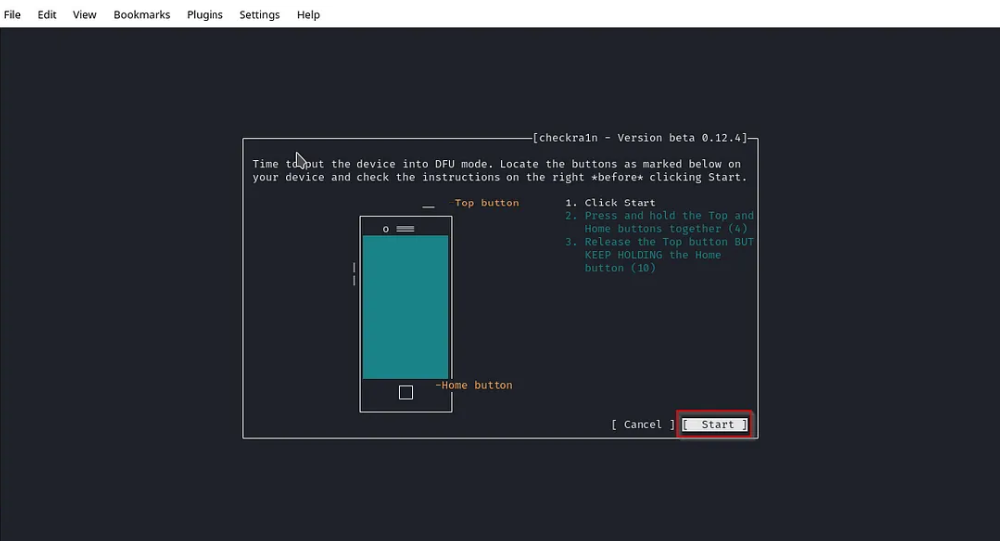 File Edit View Bookmarks Plugins Settings Help
[checkra1n - Version beta 0.12.4]
Time to put the device into DFU mode. Locate the buttons as marked below on
your device and check the instructions on the right *before* clicking Start.
-Top button
1. Click Start
2. Press and hold the Top and
Home buttons together (4)
3. Release the Top button BUT
KEEP HOLDING the Home
button (10)
-Home button
[ Cancel ] [ Start ]